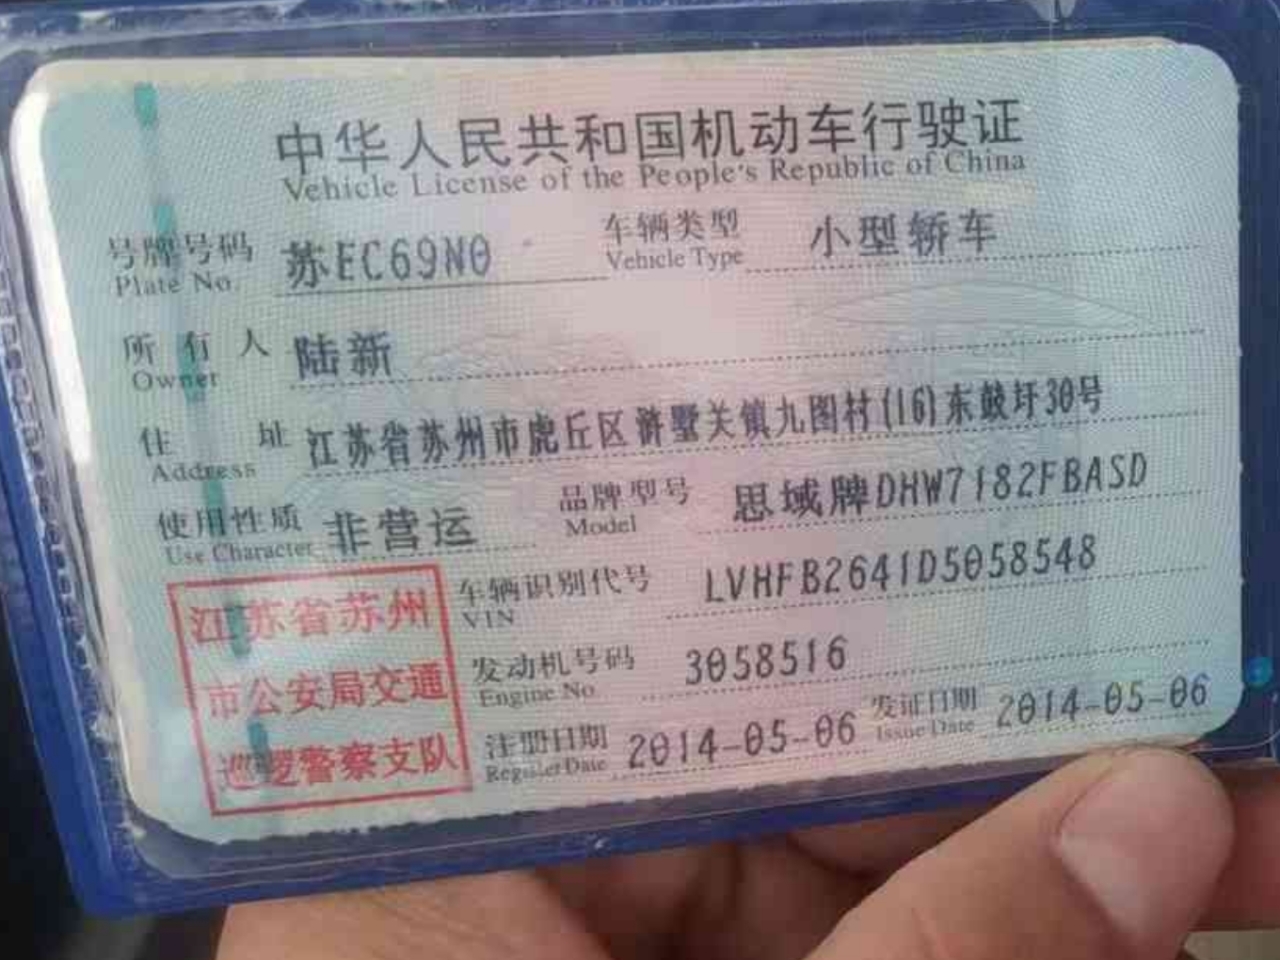 中华人民共和国机动车行驶证
Vehicle License of the People's Republic of China
号牌号码 苏EC69N0 车辆类型 小型轿车
Plate No. Vehicle Type
所有人 陆新
Owner
住址 江苏省苏州市虎丘区浒墅关镇九图村(16)东鼓圩30号
Address
使用性质 非营运 品牌型号 思域牌DHW7182FBASD
Use Character Model
车辆识别代号 LVHFB2641D5058548
VIN
发动机号码 3058516
Engine No.
注册日期 2014-05-06 发证日期 2014-05-06
Register Date Issue Date
江苏省苏州
市公安局交通
巡逻警察支队